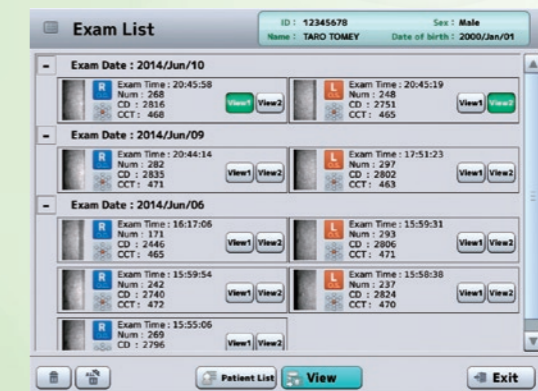 Exam List
ID : 12345678 Sex : Male
Name : TARO TOMEY Date of birth : 2000/Jan/01
- Exam Date : 2014/Jun/10
R Exam Time : 20:45:58
Num : 268
CD : 2816
CCT : 468
View1 View2
L Exam Time : 20:45:19
Num : 248
CD : 2751
CCT : 465
View1 View2
- Exam Date : 2014/Jun/09
R Exam Time : 20:44:14
Num : 282
CD : 2835
CCT : 471
View1 View2
L Exam Time : 17:51:23
Num : 297
CD : 2802
CCT : 463
View1 View2
- Exam Date : 2014/Jun/06
R Exam Time : 16:17:06
Num : 171
CD : 2446
CCT : 465
View1 View2
L Exam Time : 15:59:31
Num : 293
CD : 2806
CCT : 471
View1 View2
R Exam Time : 15:59:54
Num : 242
CD : 2740
CCT : 472
View1 View2
L Exam Time : 15:58:38
Num : 237
CD : 2824
CCT : 470
View1 View2
R Exam Time : 15:55:06
Num : 269
CD : 2796
View1 View2
Patient List View Exit